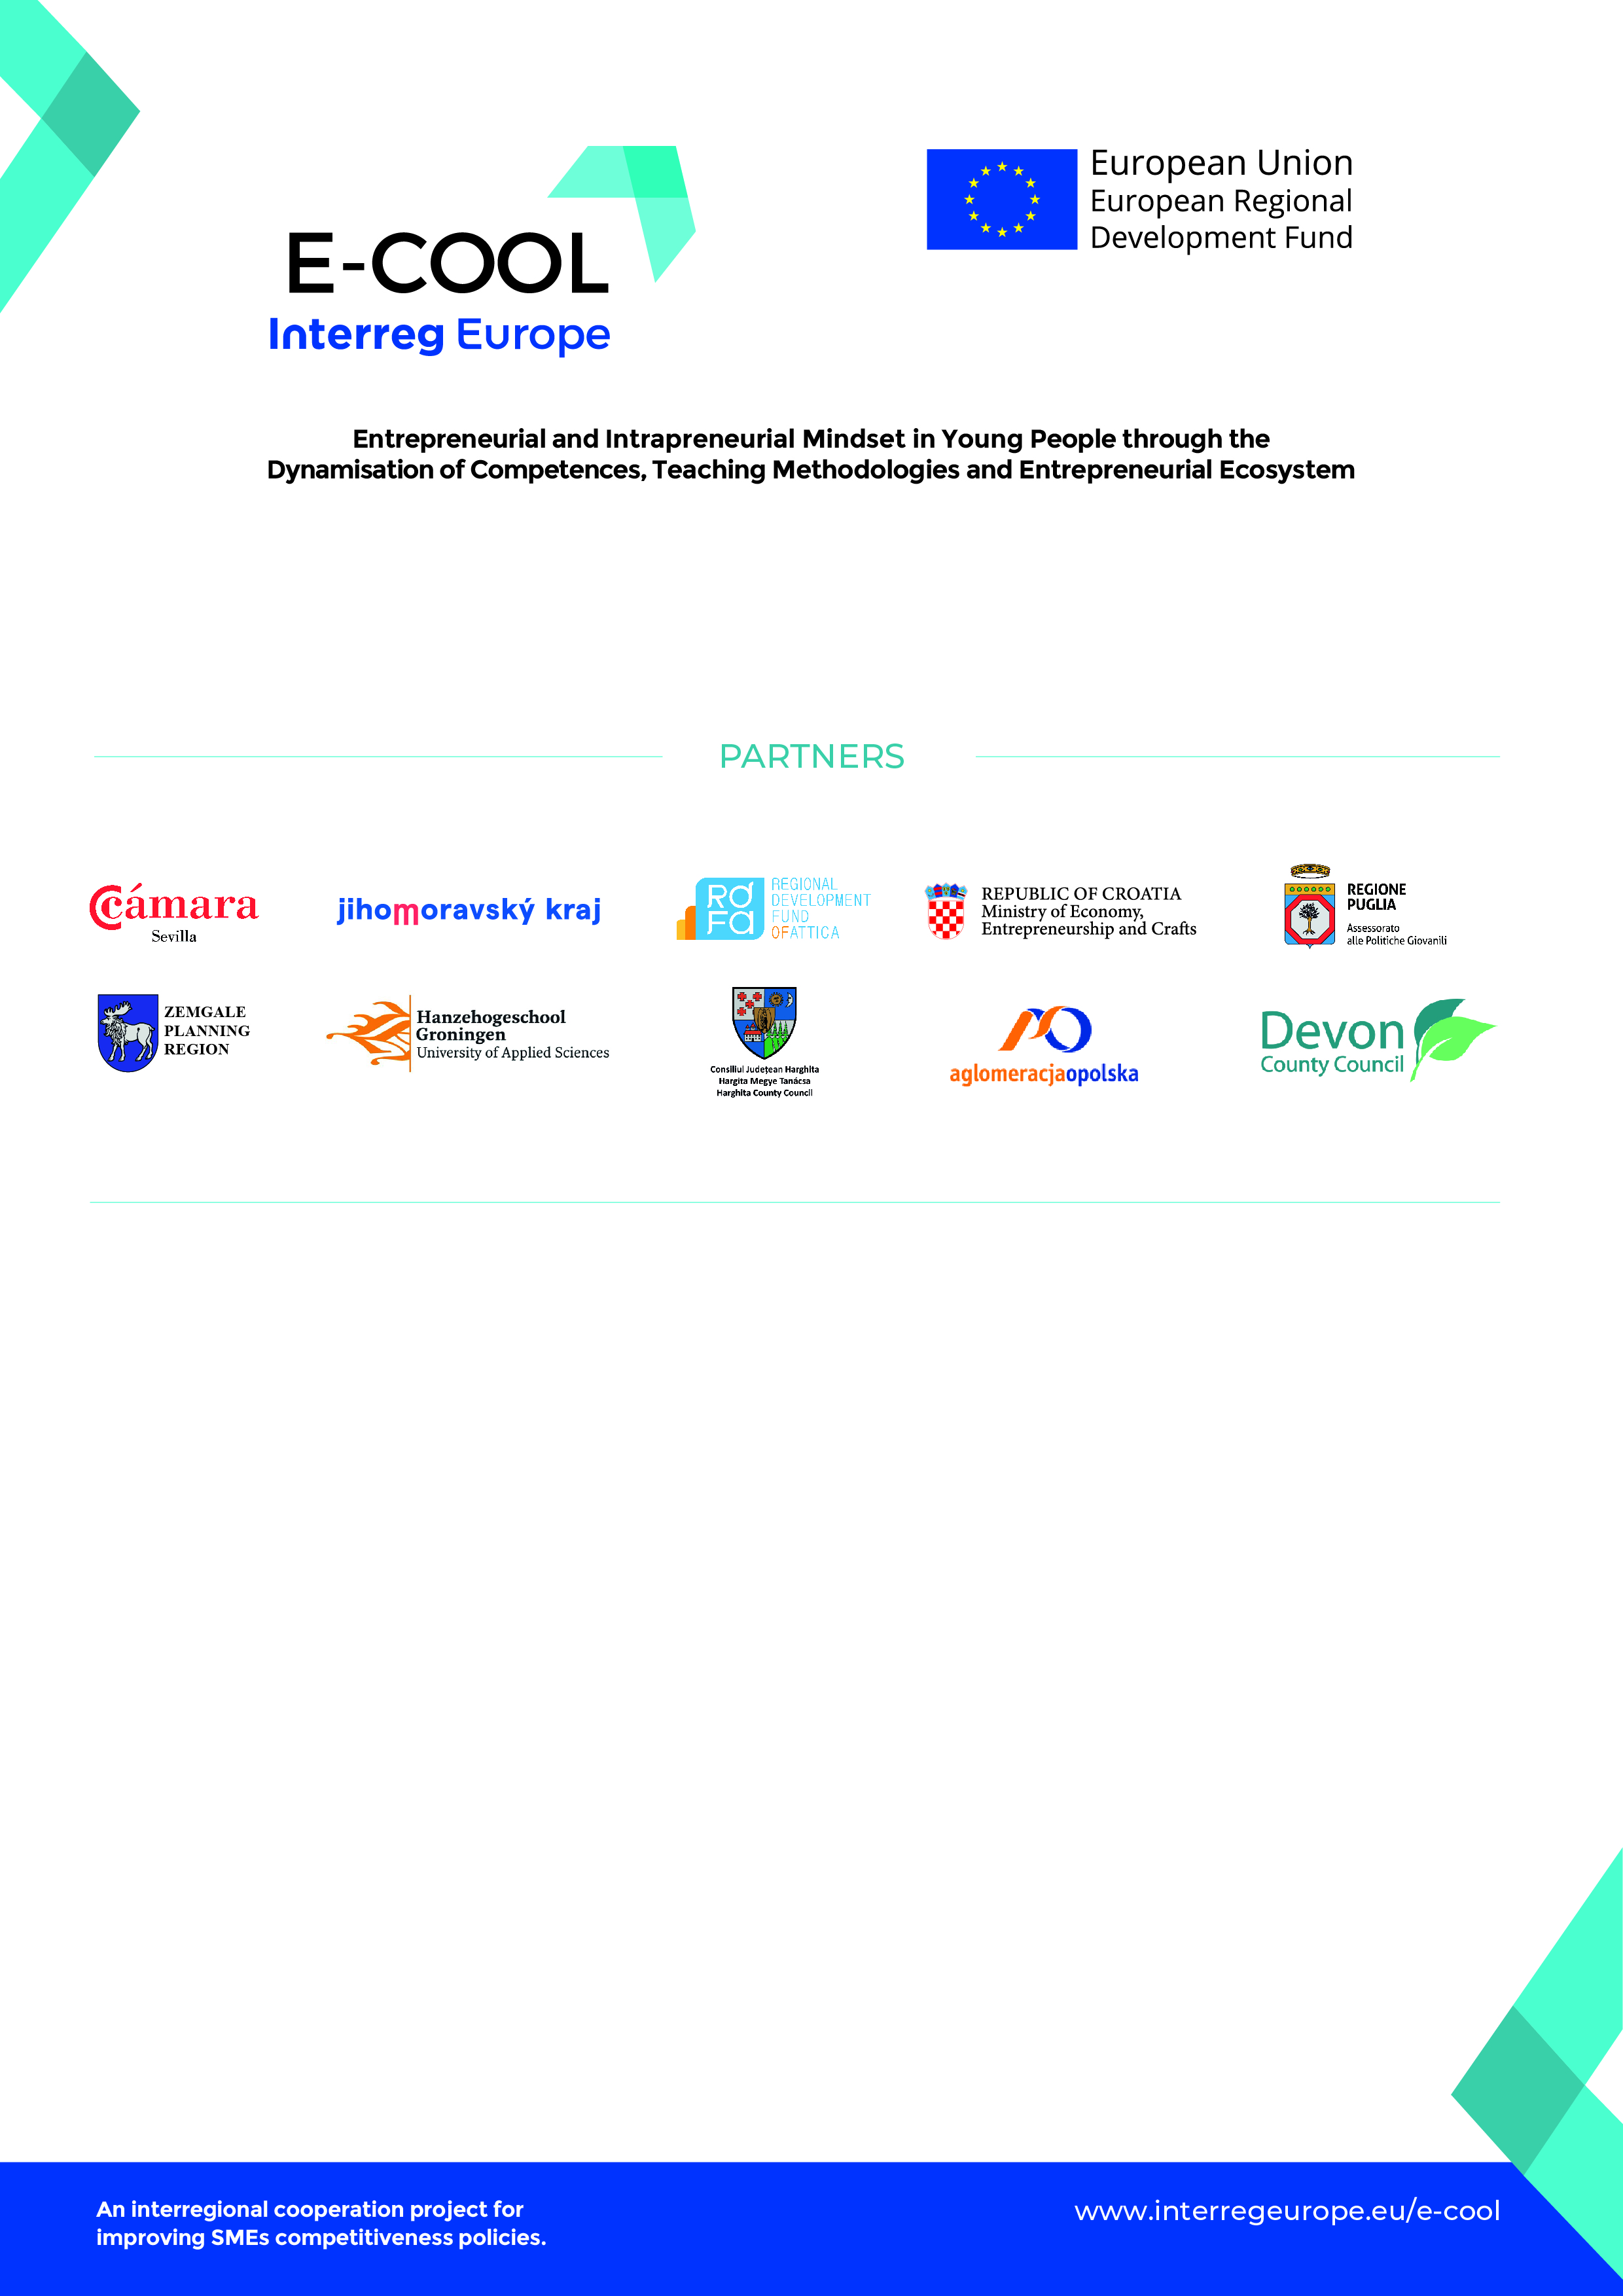 E-COOL
Interreg Europe
European Union
European Regional
Development Fund
Entrepreneurial and Intrapreneurial Mindset in Young People through the
Dynamisation of Competences, Teaching Methodologies and Entrepreneurial Ecosystem
PARTNERS
Cámara
Sevilla
jihomoravský kraj
RdFa
REGIONAL
DEVELOPMENT
FUND
OFATTICA
REPUBLIC OF CROATIA
Ministry of Economy,
Entrepreneurship and Crafts
REGIONE
PUGLIA
Assessorato
alle Politiche Giovanili
ZEMGALE
PLANNING
REGION
Hanzehogeschool
Groningen
University of Applied Sciences
Consiliul Județean Harghita
Hargita Megye Tanácsa
Harghita County Council
aglomeracjaopolska
Devon
County Council
An interregional cooperation project for
improving SMEs competitiveness policies.
www.interregeurope.eu/e-cool